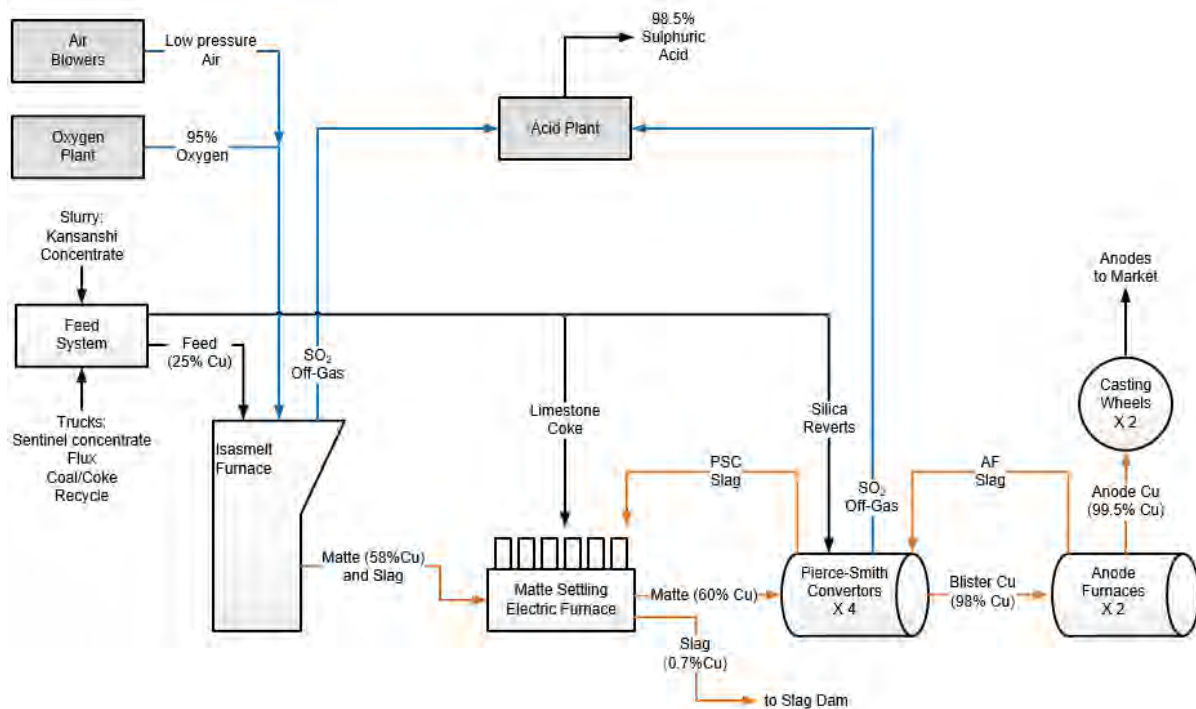 Air
Blowers
Low pressure
Air
98.5%
Sulphuric
Acid
Acid Plant
Oxygen
Plant
95%
Oxygen
Slurry:
Kansanshi
Concentrate
Feed
System
Feed
(25% Cu)
Trucks:
Sentinel concentrate
Flux
Coal/Coke
Recycle
Isasmelt
Furnace
SO₂
Off-Gas
Limestone
Coke
Silica
Reverts
PSC
Slag
SO₂
Off-Gas
AF
Slag
Anodes
to Market
Casting
Wheels
X 2
Anode Cu
(99.5% Cu)
Matte (58%Cu)
and Slag
Matte Settling
Electric Furnace
Matte (60% Cu)
Pierce-Smith
Convertors
X 4
Blister Cu
(98% Cu)
Anode
Furnaces
X 2
Slag
(0.7%Cu)
to Slag Dam